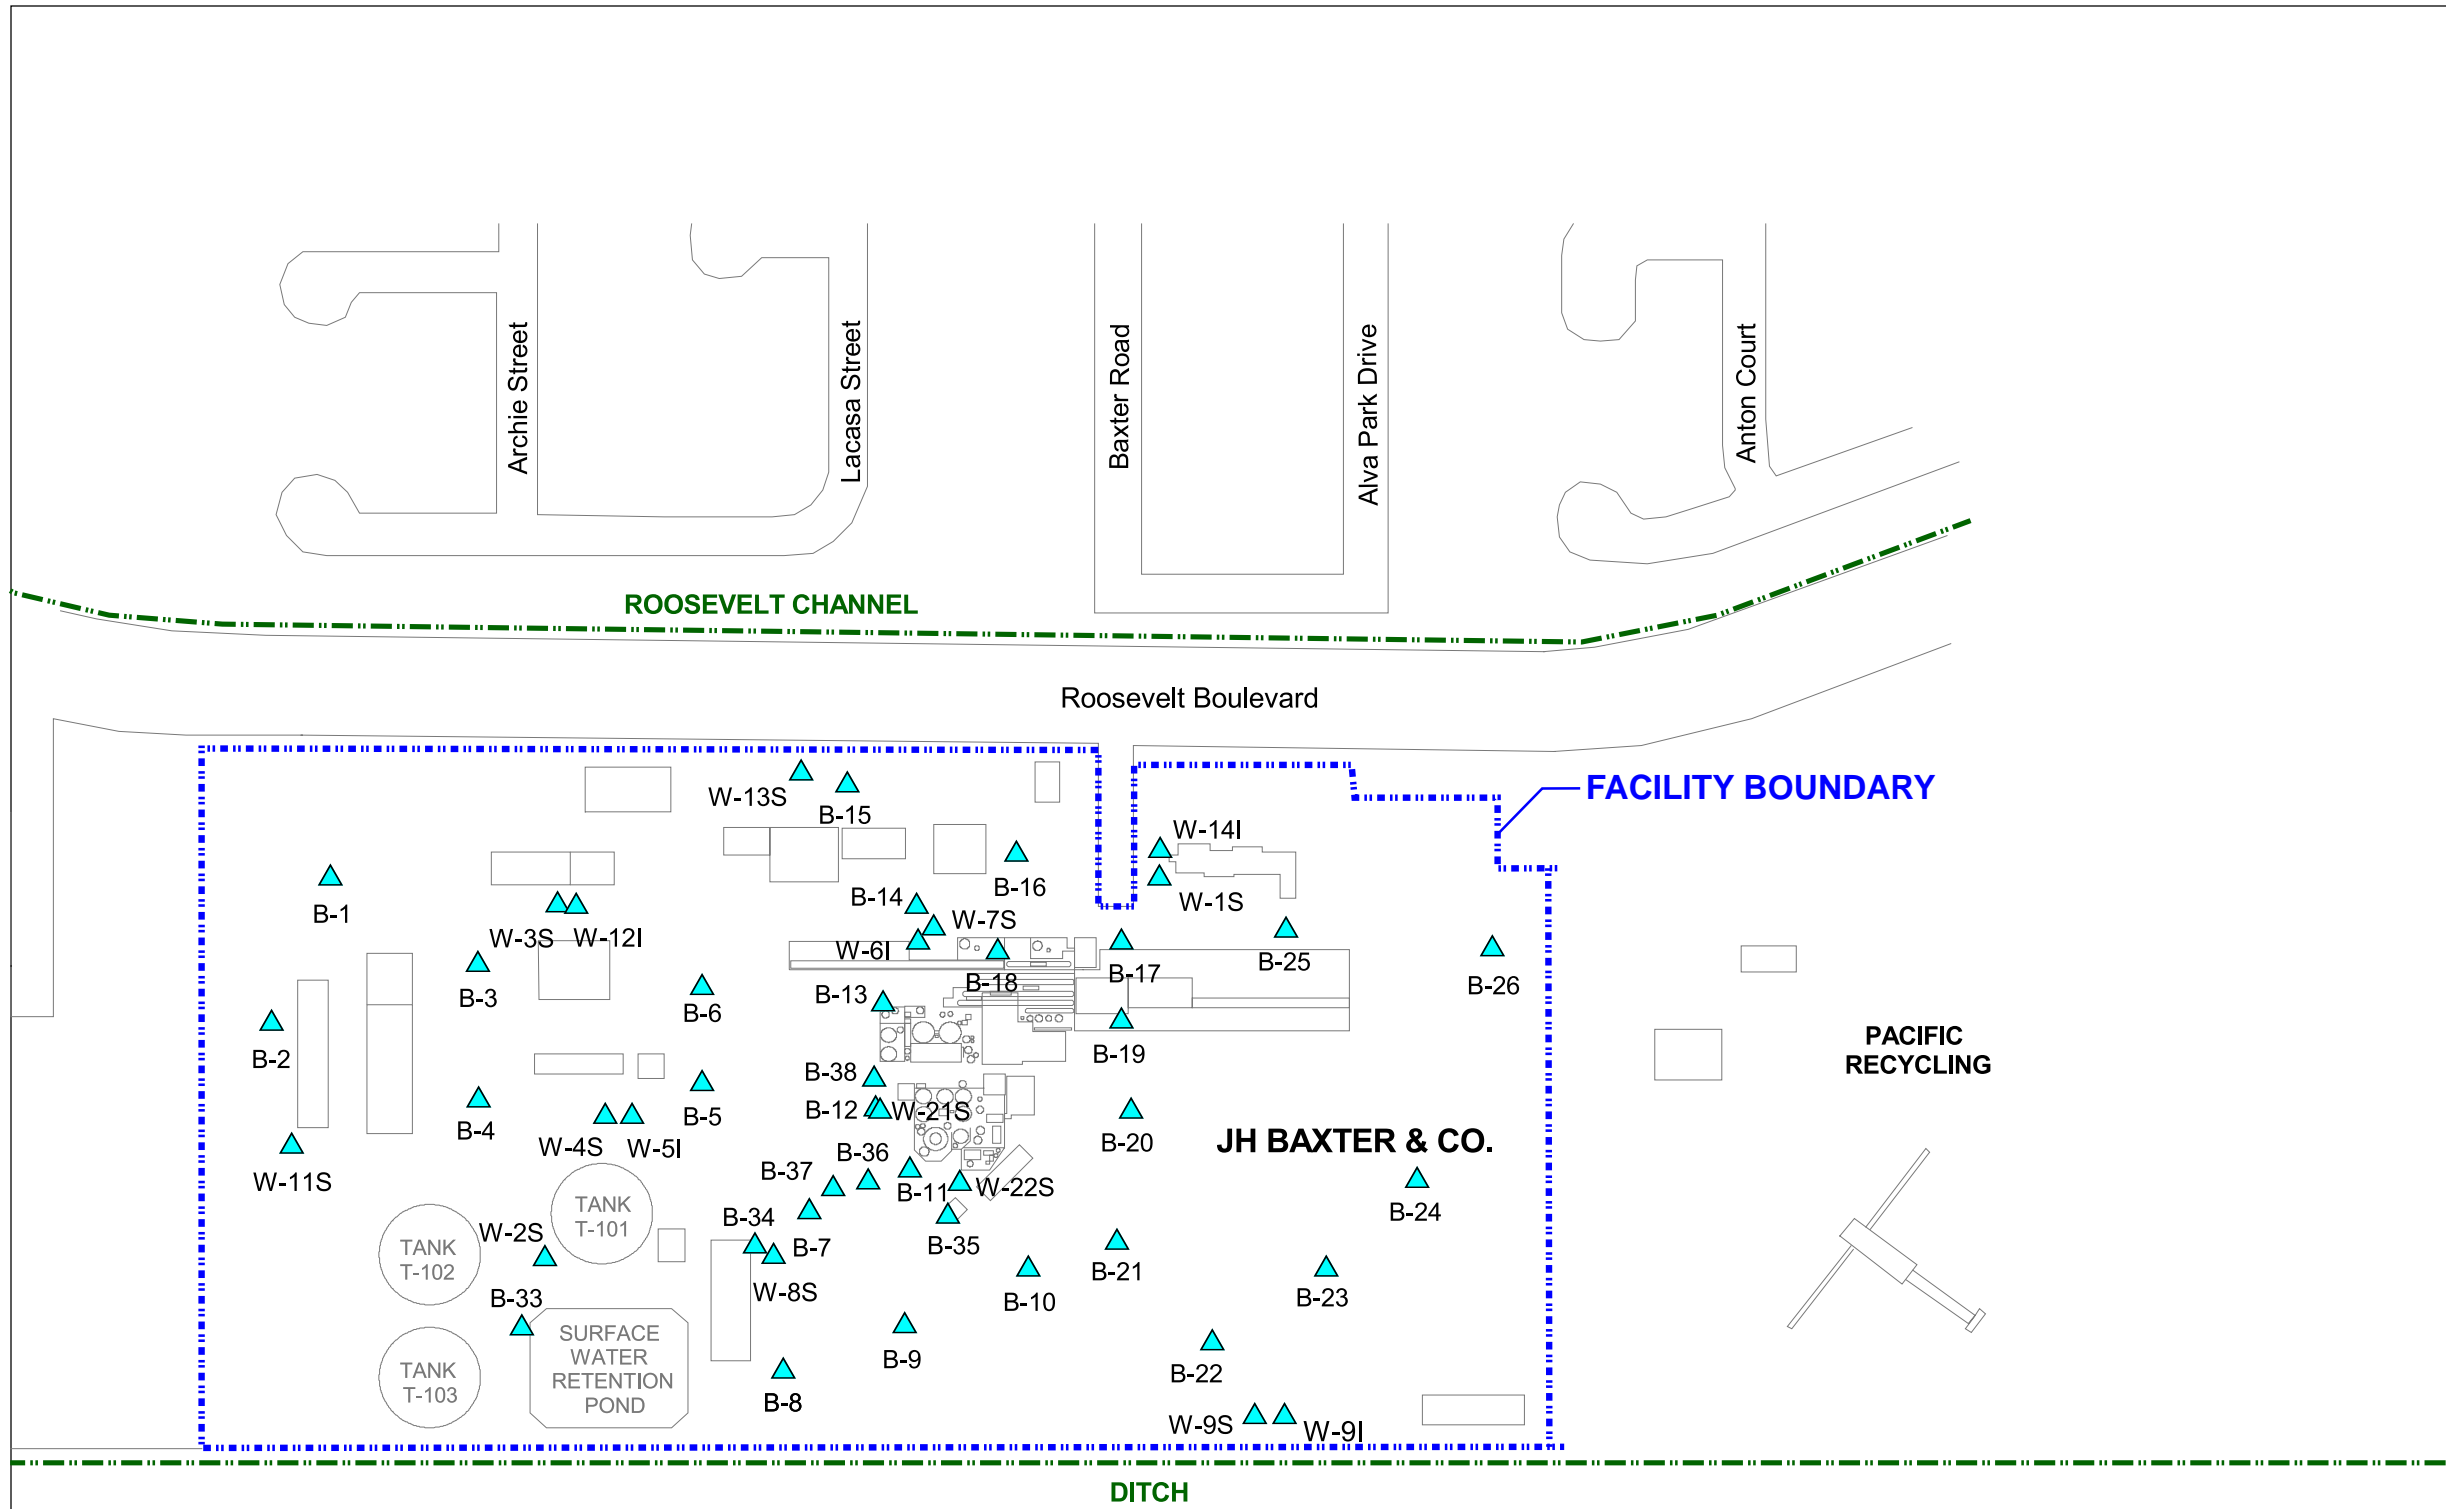 Archie Street
Lacasa Street
Baxter Road
Alva Park Drive
Anton Court
ROOSEVELT CHANNEL
Roosevelt Boulevard
FACILITY BOUNDARY
W-13S
B-15
W-14I
B-1
B-14
B-16
W-1S
W-3S
W-12I
W-7S
W-6I
B-18
B-17
B-25
B-26
B-3
B-6
B-13
B-2
B-19
PACIFIC
RECYCLING
B-38
B-12
W-21S
B-4
B-5
W-4S
W-5I
B-20
JH BAXTER & CO.
B-36
B-37
W-11S
B-11
W-22S
B-24
TANK
T-101
W-2S
B-34
B-7
B-35
TANK
T-102
B-21
B-10
B-23
W-8S
B-33
SURFACE
WATER
RETENTION
POND
B-9
B-22
TANK
T-103
B-8
W-9S
W-9I
DITCH